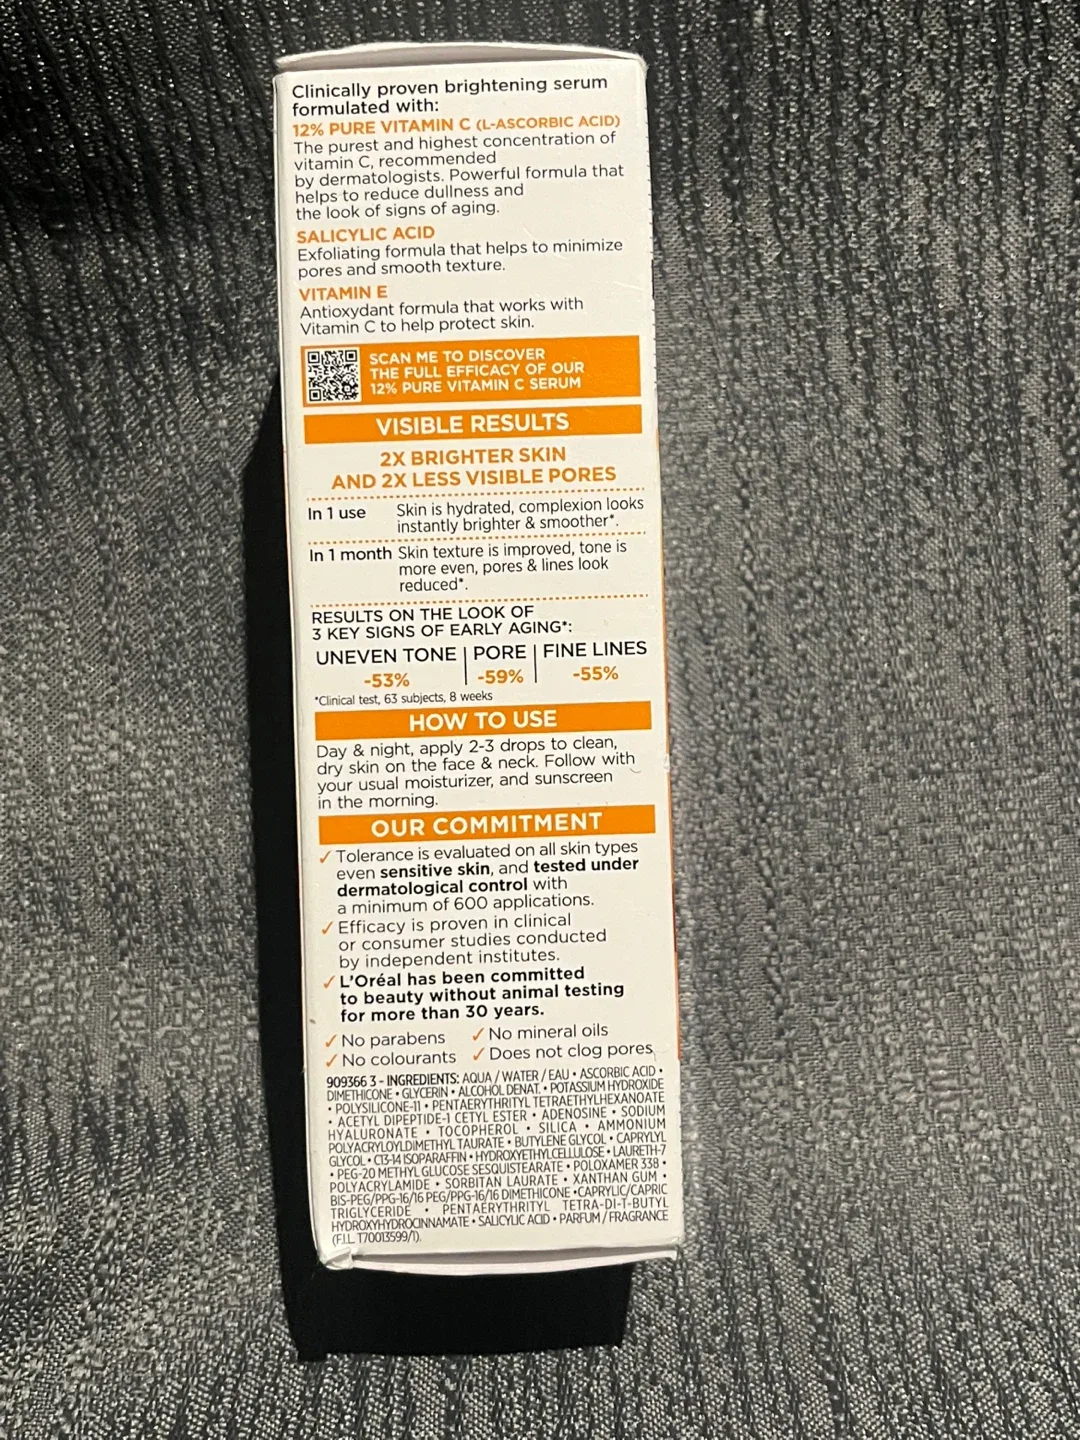 Clinically proven brightening serum
formulated with:
12% PURE VITAMIN C (L-ASCORBIC ACID)
The purest and highest concentration of
vitamin C, recommended
by dermatologists. Powerful formula that
helps to reduce dullness and
the look of signs of aging.
SALICYLIC ACID
Exfoliating formula that helps to minimize
pores and smooth texture.
VITAMIN E
Antioxydant formula that works with
Vitamin C to help protect skin.
SCAN ME TO DISCOVER
THE FULL EFFICACY OF OUR
12% PURE VITAMIN C SERUM
VISIBLE RESULTS
2X BRIGHTER SKIN
AND 2X LESS VISIBLE PORES
In 1 use Skin is hydrated, complexion looks
instantly brighter & smoother*.
In 1 month Skin texture is improved, tone is
more even, pores & lines look
reduced*.
RESULTS ON THE LOOK OF
3 KEY SIGNS OF EARLY AGING*:
UNEVEN TONE | PORE | FINE LINES
-53% -59% -55%
*Clinical test, 63 subjects, 8 weeks
HOW TO USE
Day & night, apply 2-3 drops to clean,
dry skin on the face & neck. Follow with
your usual moisturizer, and sunscreen
in the morning.
OUR COMMITMENT
✓ Tolerance is evaluated on all skin types
even sensitive skin, and tested under
dermatological control with
a minimum of 600 applications.
✓ Efficacy is proven in clinical
or consumer studies conducted
by independent institutes.
✓ L'Oréal has been committed
to beauty without animal testing
for more than 30 years.
✓ No parabens ✓ No mineral oils
✓ No colourants ✓ Does not clog pores
909366 3 - INGREDIENTS: AQUA / WATER / EAU • ASCORBIC ACID •
DIMETHICONE • GLYCERIN • ALCOHOL DENAT. • POTASSIUM HYDROXIDE
• POLYSILICONE-11 • PENTAERYTHRITYL TETRAETHYLHEXANOATE
• ACETYL DIPEPTIDE-1 CETYL ESTER • ADENOSINE • SODIUM
HYALURONATE • TOCOPHEROL • SILICA • AMMONIUM
POLYACRYLOYLDIMETHYL TAURATE • BUTYLENE GLYCOL • CAPRYLYL
GLYCOL • C13-14 ISOPARAFFIN • HYDROXYETHYLCELLULOSE • LAURETH-7
• PEG-20 METHYL GLUCOSE SESQUISTEARATE • POLOXAMER 338 •
POLYACRYLAMIDE • SORBITAN LAURATE • XANTHAN GUM •
BIS-PEG/PPG-16/16 PEG/PPG-16/16 DIMETHICONE • CAPRYLIC/CAPRIC
TRIGLYCERIDE • PENTAERYTHRITYL TETRA-DI-T-BUTYL
HYDROXYHYDROCINNAMATE • SALICYLIC ACID • PARFUM / FRAGRANCE
(F.I.L. T70013599/1).